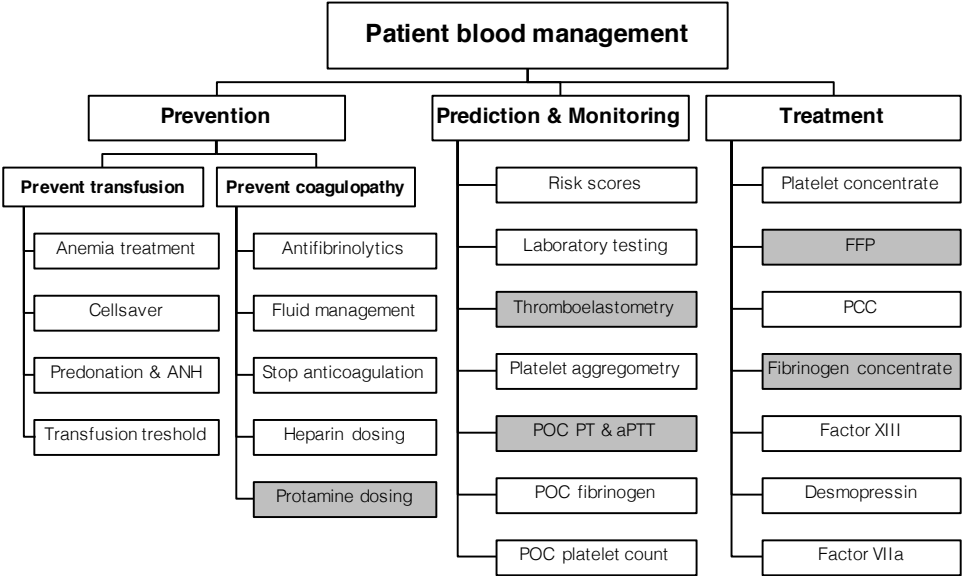 Patient blood management
Prevention
Prevent transfusion
Anemia treatment
Cellsaver
Predonation & ANH
Transfusion treshold
Prevent coagulopathy
Antifibrinolytics
Fluid management
Stop anticoagulation
Heparin dosing
Protamine dosing
Prediction & Monitoring
Risk scores
Laboratory testing
Thromboelastometry
Platelet aggregometry
POC PT & aPTT
POC fibrinogen
POC platelet count
Treatment
Platelet concentrate
FFP
PCC
Fibrinogen concentrate
Factor XIII
Desmopressin
Factor VIIa